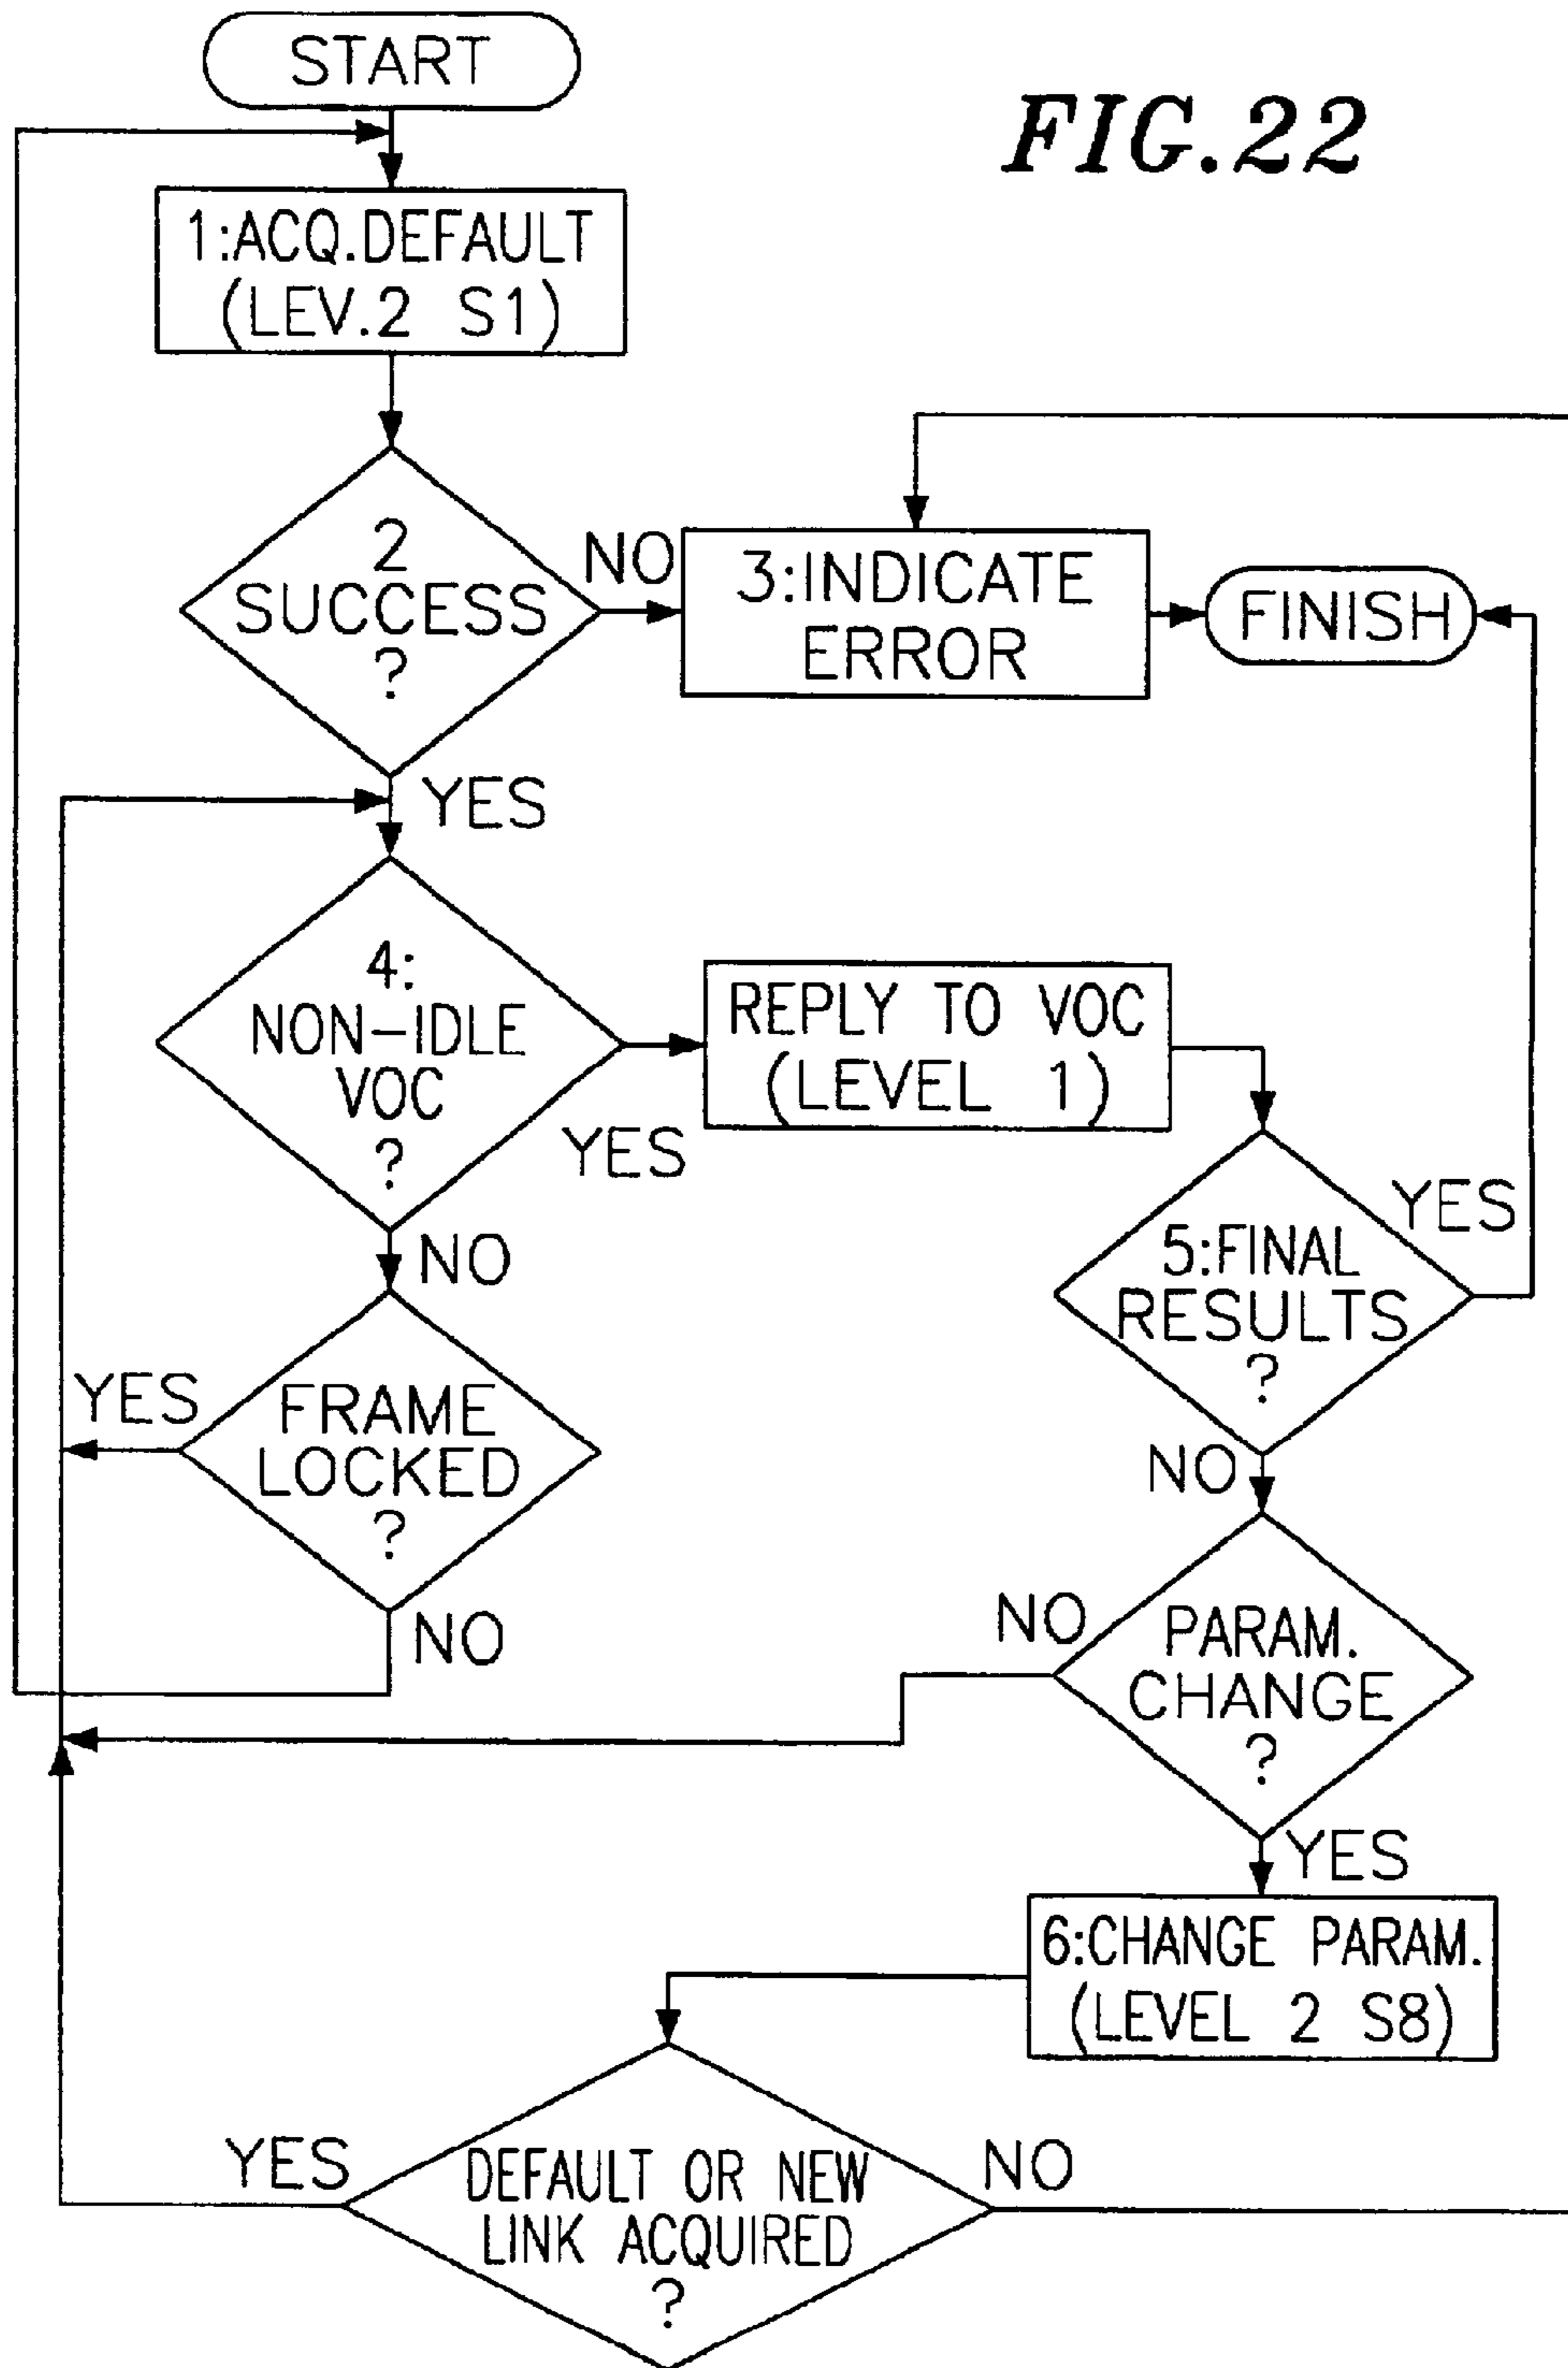 START
FIG.22
1:ACQ.DEFAULT
(LEV.2 S1)
2
SUCCESS
?
NO
3:INDICATE
ERROR
FINISH
YES
4:
NON-IDLE
VOC
?
YES
REPLY TO VOC
(LEVEL 1)
NO
5:FINAL
RESULTS
?
YES
YES
FRAME
LOCKED
?
NO
NO
NO
PARAM.
CHANGE
?
YES
6:CHANGE PARAM.
(LEVEL 2 S8)
YES
DEFAULT OR NEW
LINK ACQUIRED
?
NO